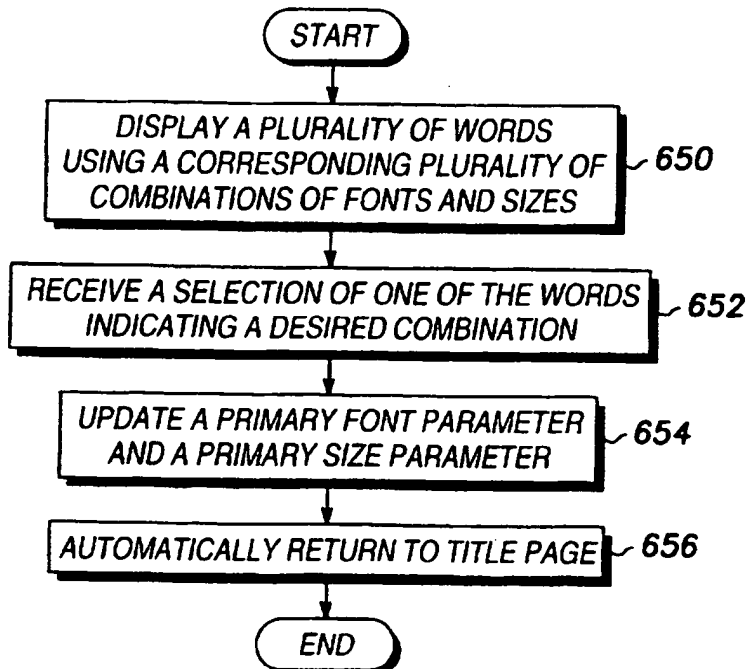 START
DISPLAY A PLURALITY OF WORDS
USING A CORRESPONDING PLURALITY OF
COMBINATIONS OF FONTS AND SIZES
650
RECEIVE A SELECTION OF ONE OF THE WORDS
INDICATING A DESIRED COMBINATION
652
UPDATE A PRIMARY FONT PARAMETER
AND A PRIMARY SIZE PARAMETER
654
AUTOMATICALLY RETURN TO TITLE PAGE
656
END